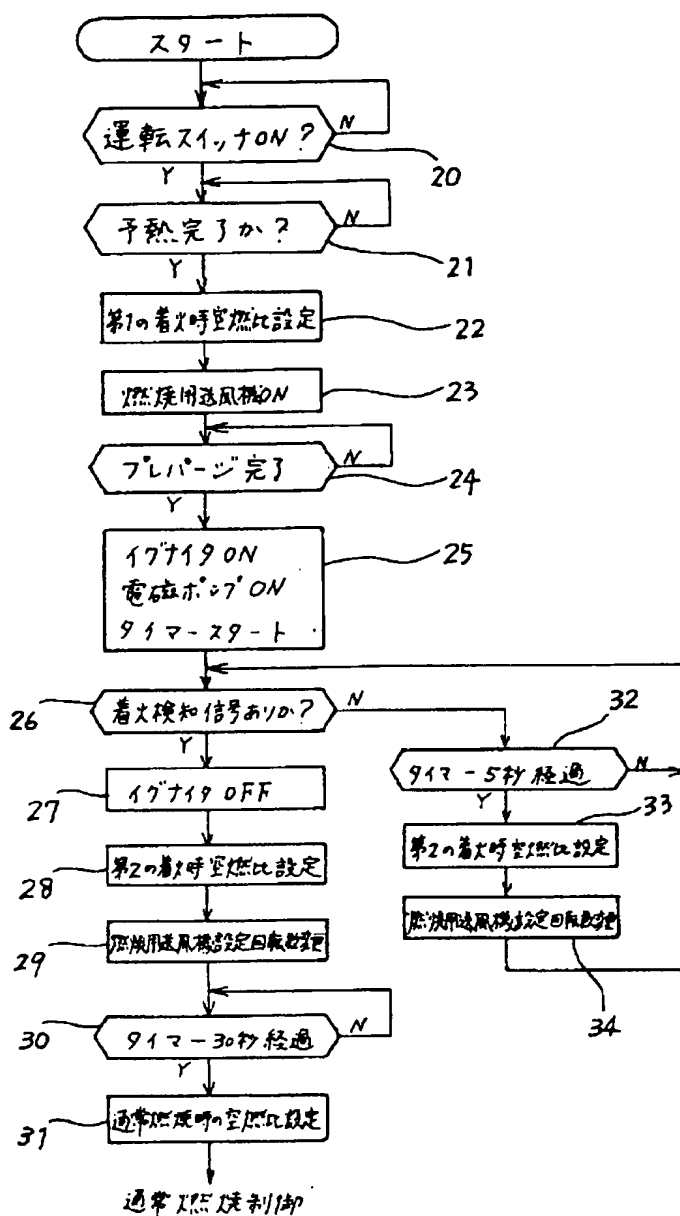 スタート
運転スイッチON?
N
20
Y
予熱完了か?
N
21
Y
第1の着火時空燃比設定
22
燃焼用送風機ON
23
プレパージ完了
N
24
Y
イグナイタON
電磁ポンプON
タイマースタート
25
26
着火検知信号ありか?
N
Y
32
タイマー5秒経過
N
Y
27
イグナイタOFF
33
第2の着火時空燃比設定
28
第2の着火時空燃比設定
燃焼用送風機設定回転数変更
34
29
燃焼用送風機設定回転数変更
30
タイマー30秒経過
N
Y
31
通常燃焼時の空燃比設定
通常燃焼制御